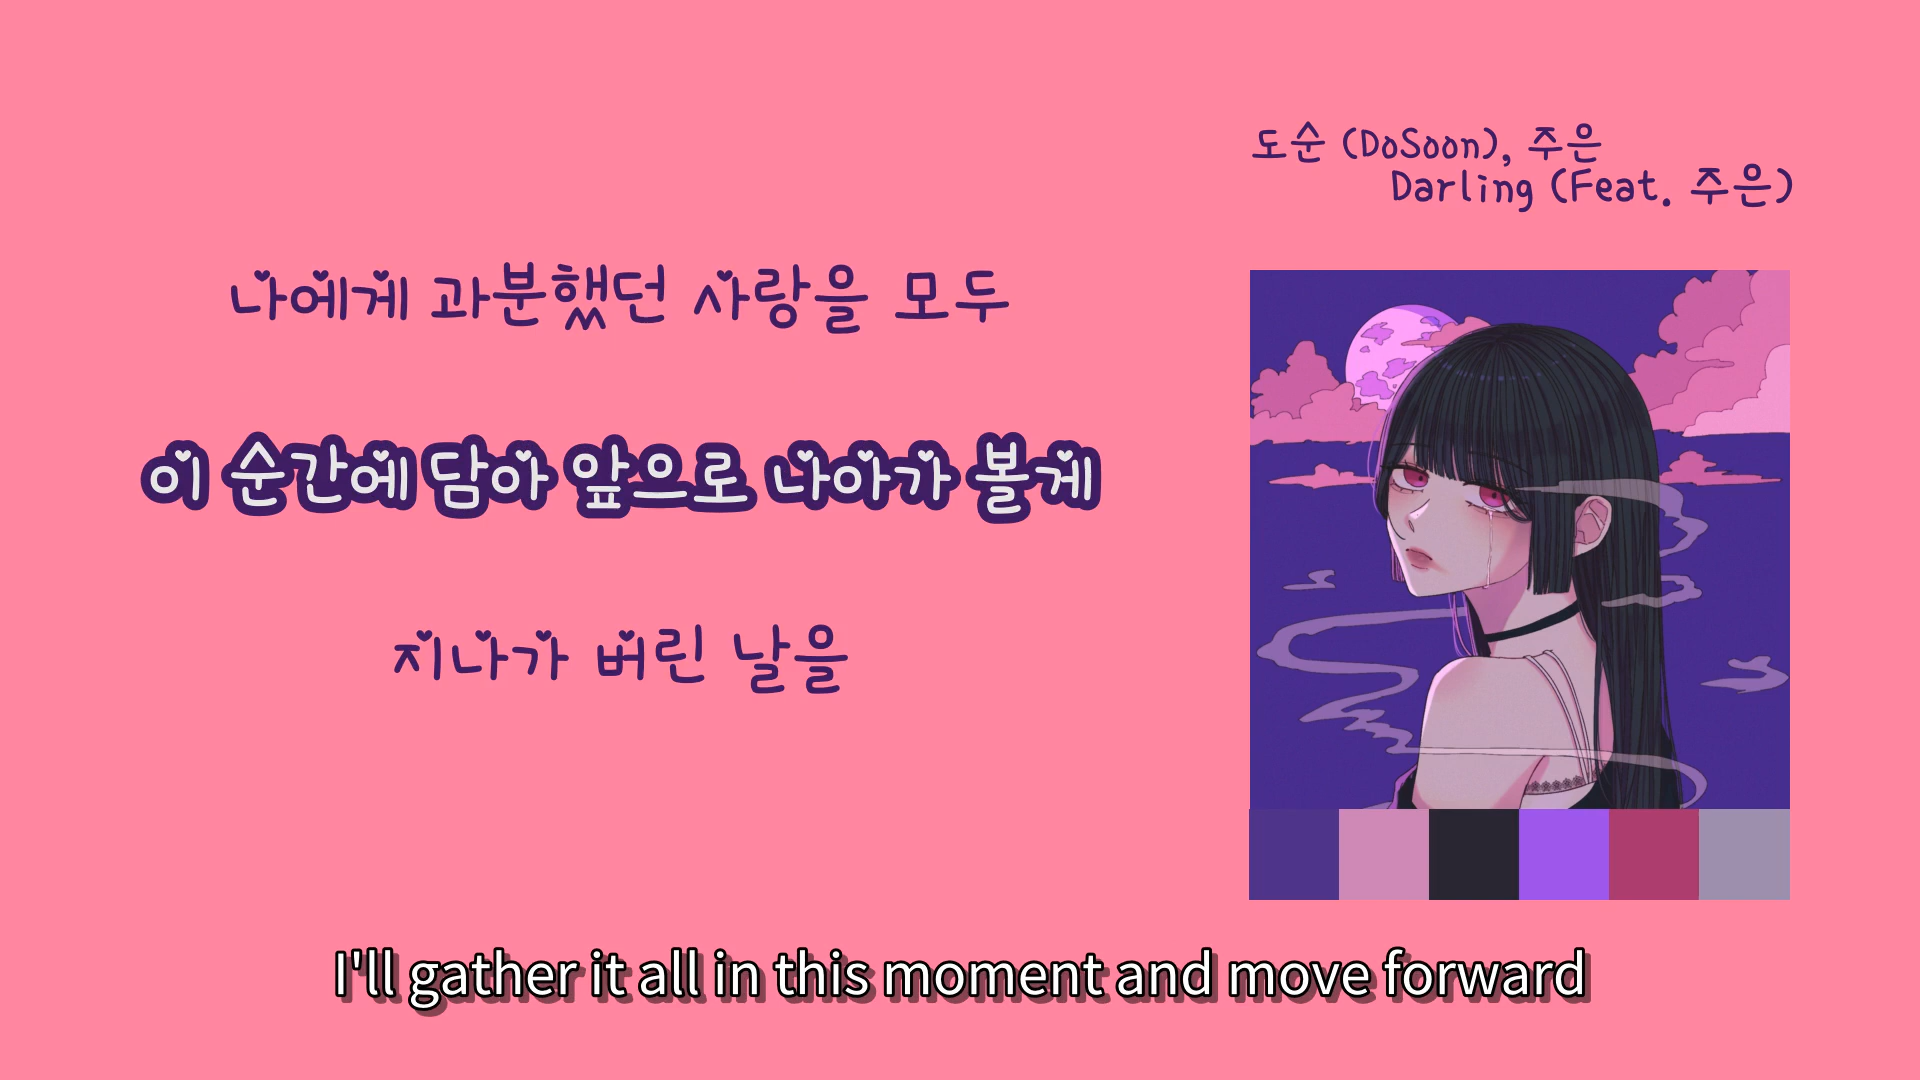 도순 (DoSoon), 주은
Darling (Feat. 주은)
나에게 과분했던 사랑을 모두
이 순간에 담아 앞으로 나아가 볼게
지나가 버린 날을
I'll gather it all in this moment and move forward